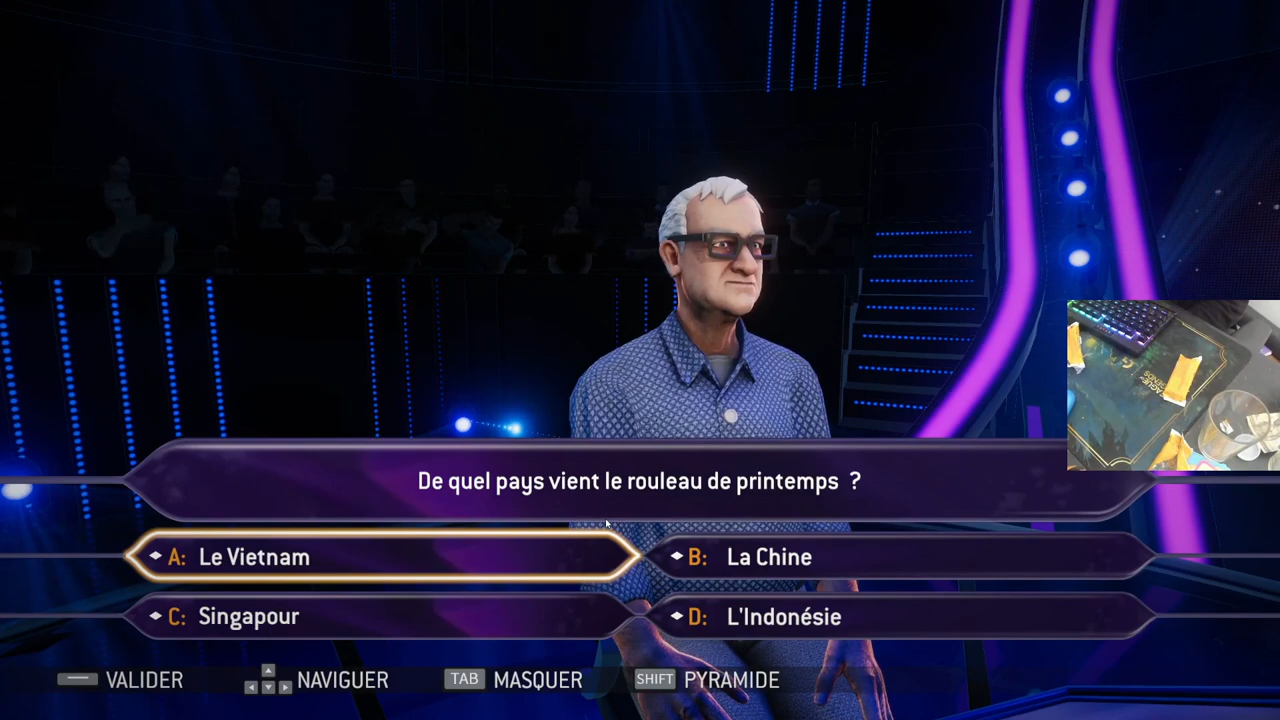 De quel pays vient le rouleau de printemps ?
A: Le Vietnam
B: La Chine
C: Singapour
D: L'Indonésie
VALIDER
NAVIGUER
TAB MASQUER
SHIFT PYRAMIDE